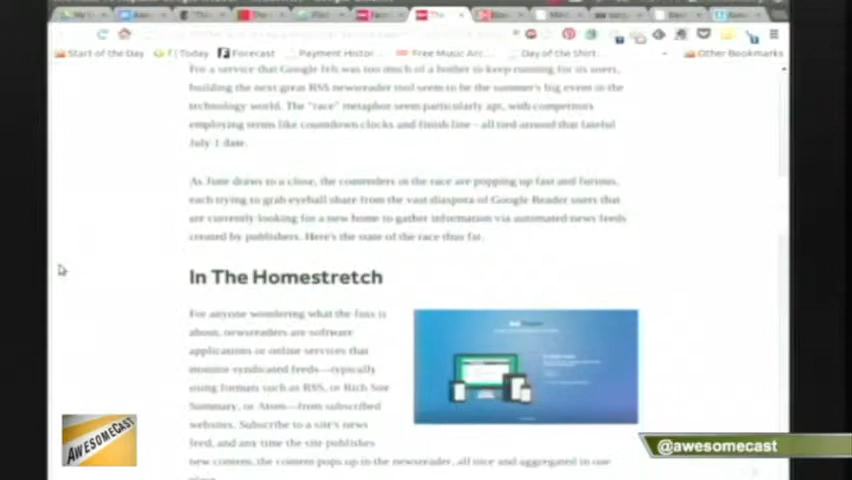 Start of the Day
Today
Forecast
Payment Histor...
Free Music Arc...
Day of the Shirt
Other Bookmarks
For a service that Google felt was too much of a bother to keep running for its users,
building the next great RSS newsreader tool seem to be the summer's big event in the
technology world. The "race" metaphor seem particularly apt, with competitors
employing terms like countdown clocks and finish line—all tied around that fateful
July 1 date.
As June draws to a close, the contenders in the race are popping up fast and furious,
each trying to grab eyeball share from the vast diaspora of Google Reader users that
are currently looking for a new home to gather information via automated news feeds
created by publishers. Here's the state of the race thus far.
In The Homestretch
For anyone wondering what the fuss is
about, newsreaders are software
applications or online services that
monitor syndicated feeds—typically
using formats such as RSS, or Rich Site
Summary, or Atom—from subscribed
websites. Subscribe to a site's news
feed, and any time the site publishes
new content, the content pops up in the newsreader, all nice and aggregated in one
place.
AWESOMECAST
@awesomecast